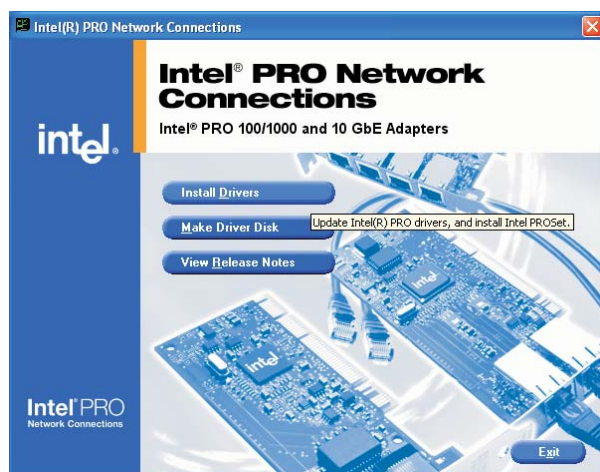 Intel(R) PRO Network Connections
Intel® PRO Network
Connections
Intel® PRO 100/1000 and 10 GbE Adapters
intel®
Install Drivers
Make Driver Disk
Update Intel(R) PRO drivers, and install Intel PROSet.
View Release Notes
intel
intel
Intel® PRO
Network Connections
Exit